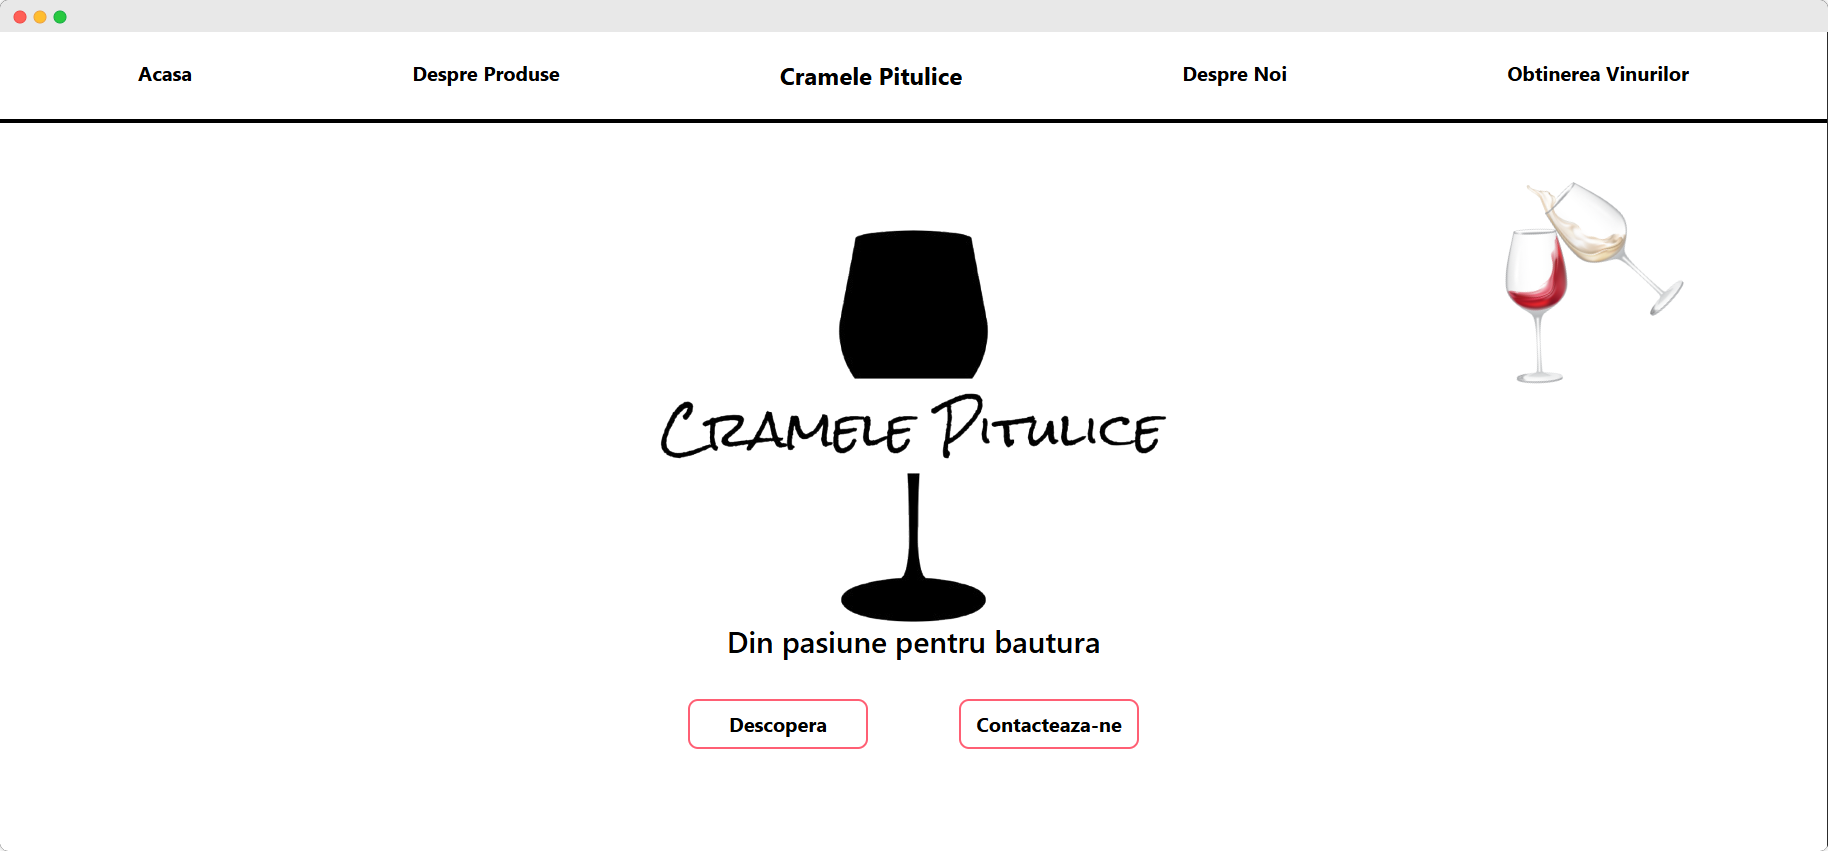 Acasa
Despre Produse
Cramele Pitulice
Despre Noi
Obtinerea Vinurilor
Cramele Pitulice
Din pasiune pentru bautura
Descopera
Contacteaza-ne